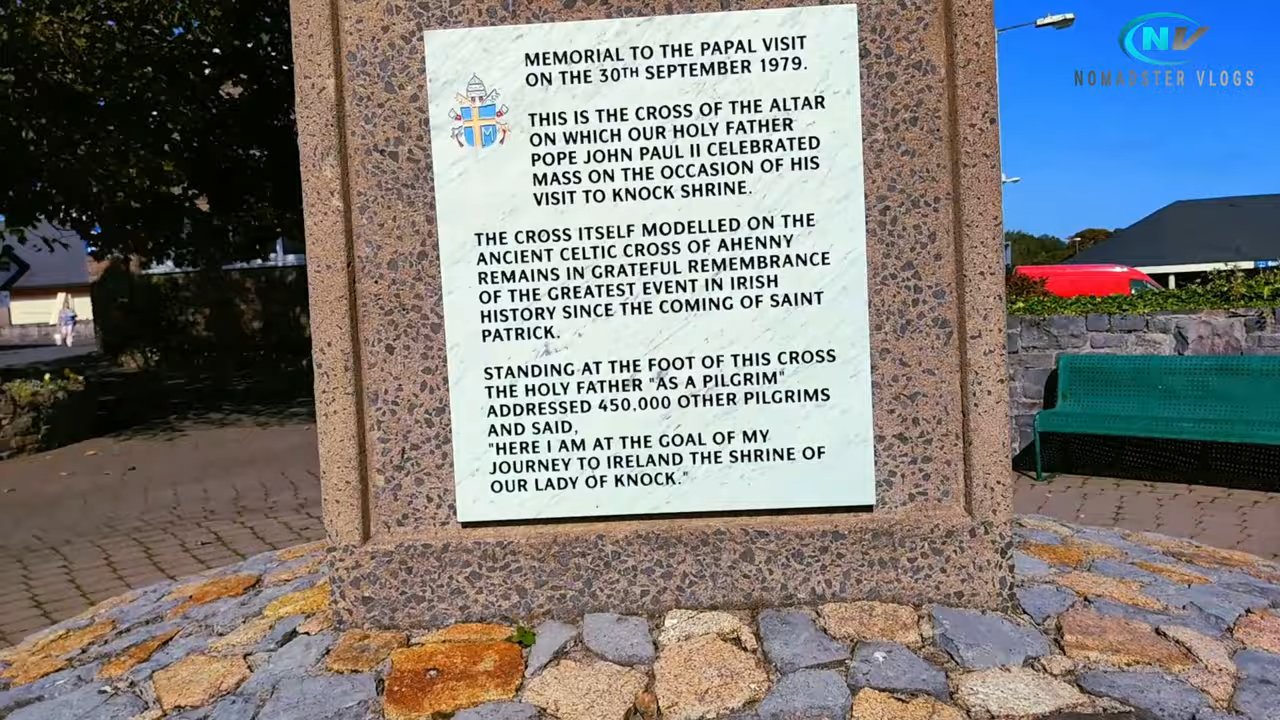 NV
NOMADSTER VLOGS
MEMORIAL TO THE PAPAL VISIT
ON THE 30TH SEPTEMBER 1979.
THIS IS THE CROSS OF THE ALTAR
ON WHICH OUR HOLY FATHER
POPE JOHN PAUL II CELEBRATED
MASS ON THE OCCASION OF HIS
VISIT TO KNOCK SHRINE.
THE CROSS ITSELF MODELLED ON THE
ANCIENT CELTIC CROSS OF AHENNY
REMAINS IN GRATEFUL REMEMBRANCE
OF THE GREATEST EVENT IN IRISH
HISTORY SINCE THE COMING OF SAINT
PATRICK.
STANDING AT THE FOOT OF THIS CROSS
THE HOLY FATHER "AS A PILGRIM"
ADDRESSED 450,000 OTHER PILGRIMS
AND SAID,
"HERE I AM AT THE GOAL OF MY
JOURNEY TO IRELAND THE SHRINE OF
OUR LADY OF KNOCK."